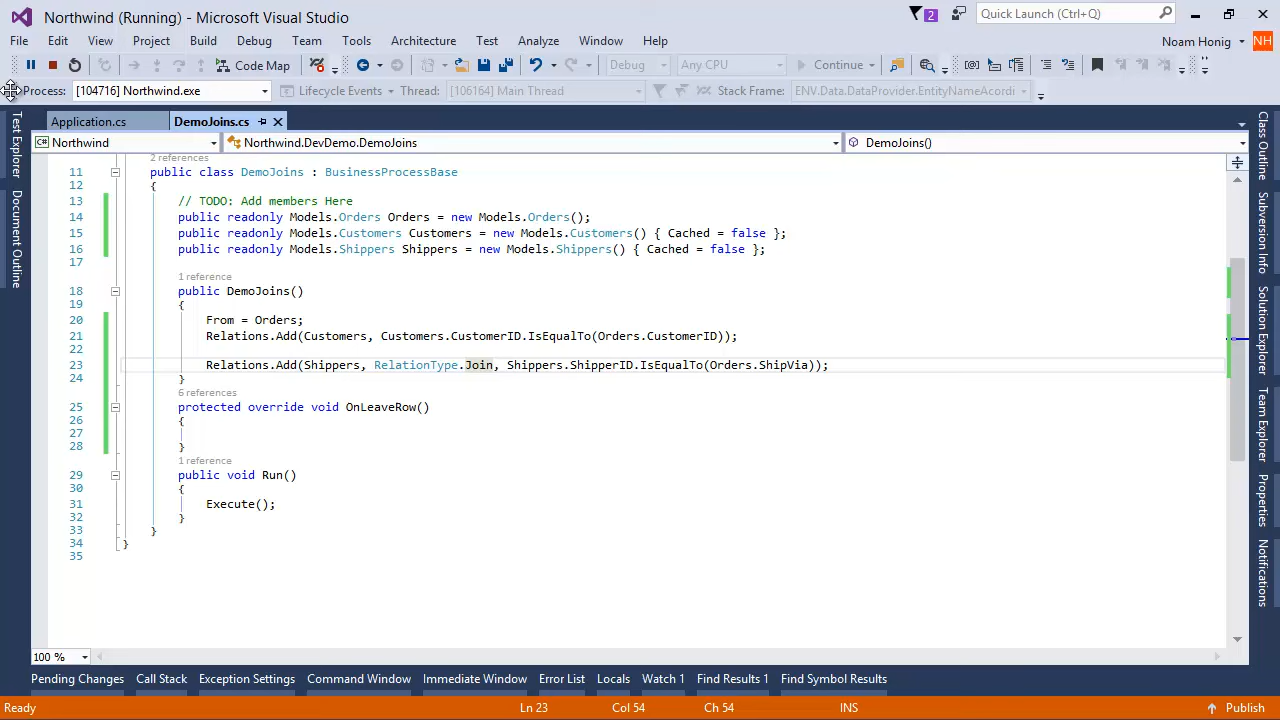 Northwind (Running) - Microsoft Visual Studio
2
Quick Launch (Ctrl+Q)
File Edit View Project Build Debug Team Tools Architecture Test Analyze Window Help
Noam Honig NH
Code Map Debug Any CPU Continue
Process: [104716] Northwind.exe Lifecycle Events Thread: [106164] Main Thread Stack Frame: ENV.Data.DataProvider.EntityNameAcordi
Application.cs DemoJoins.cs
Northwind Northwind.DevDemo.DemoJoins DemoJoins()
2 references
11 public class DemoJoins : BusinessProcessBase
12 {
13 // TODO: Add members Here
14 public readonly Models.Orders Orders = new Models.Orders();
15 public readonly Models.Customers Customers = new Models.Customers() { Cached = false };
16 public readonly Models.Shippers Shippers = new Models.Shippers() { Cached = false };
17
1 reference
18 public DemoJoins()
19 {
20 From = Orders;
21 Relations.Add(Customers, Customers.CustomerID.IsEqualTo(Orders.CustomerID));
22
23 Relations.Add(Shippers, RelationType.Join, Shippers.ShipperID.IsEqualTo(Orders.ShipVia));
24 }
6 references
25 protected override void OnLeaveRow()
26 {
27
28 }
1 reference
29 public void Run()
30 {
31 Execute();
32 }
33 }
34 }
35
100 %
Test Explorer
Document Outline
Class Outline
Subversion Info
Solution Explorer
Team Explorer
Properties
Notifications
Pending Changes Call Stack Exception Settings Command Window Immediate Window Error List Locals Watch 1 Find Results 1 Find Symbol Results
Ready Ln 23 Col 54 Ch 54 INS Publish